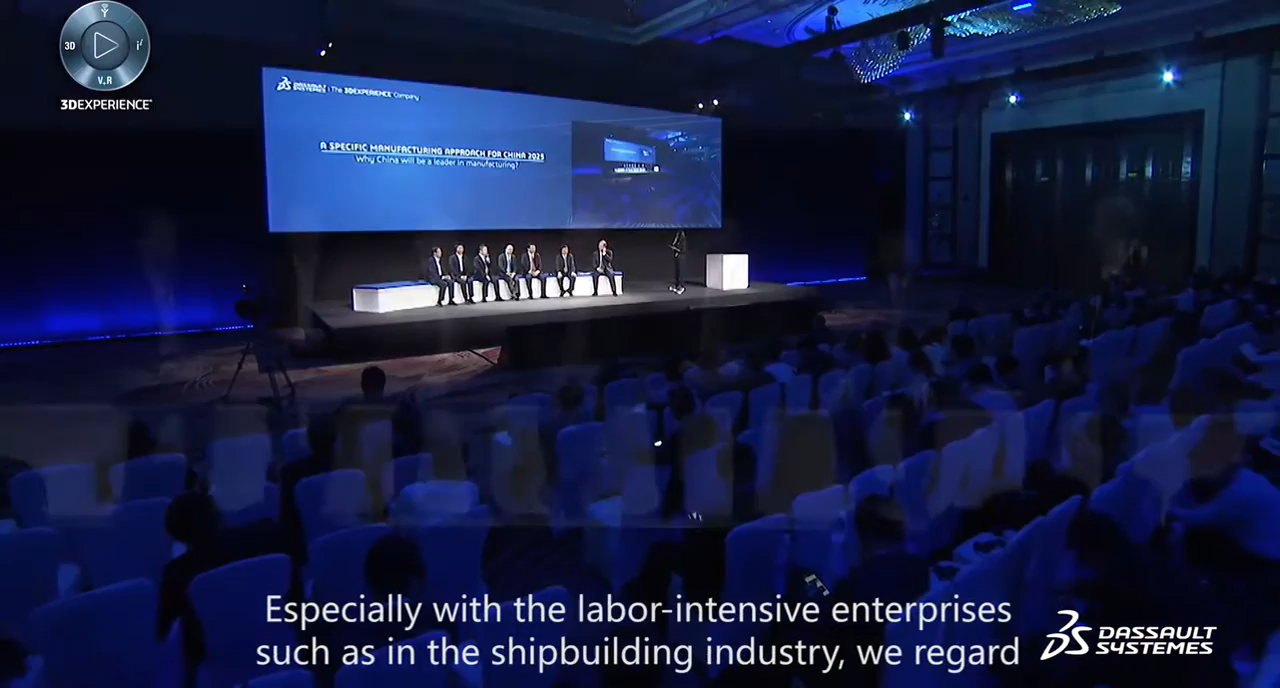 3D
V.R
3DEXPERIENCE
DASSAULT SYSTEMES | The 3DEXPERIENCE Company
A SPECIFIC MANUFACTURING APPROACH FOR CHINA 2025
Why China will be a leader in manufacturing?
Especially with the labor-intensive enterprises
such as in the shipbuilding industry, we regard
DASSAULT
SYSTEMES